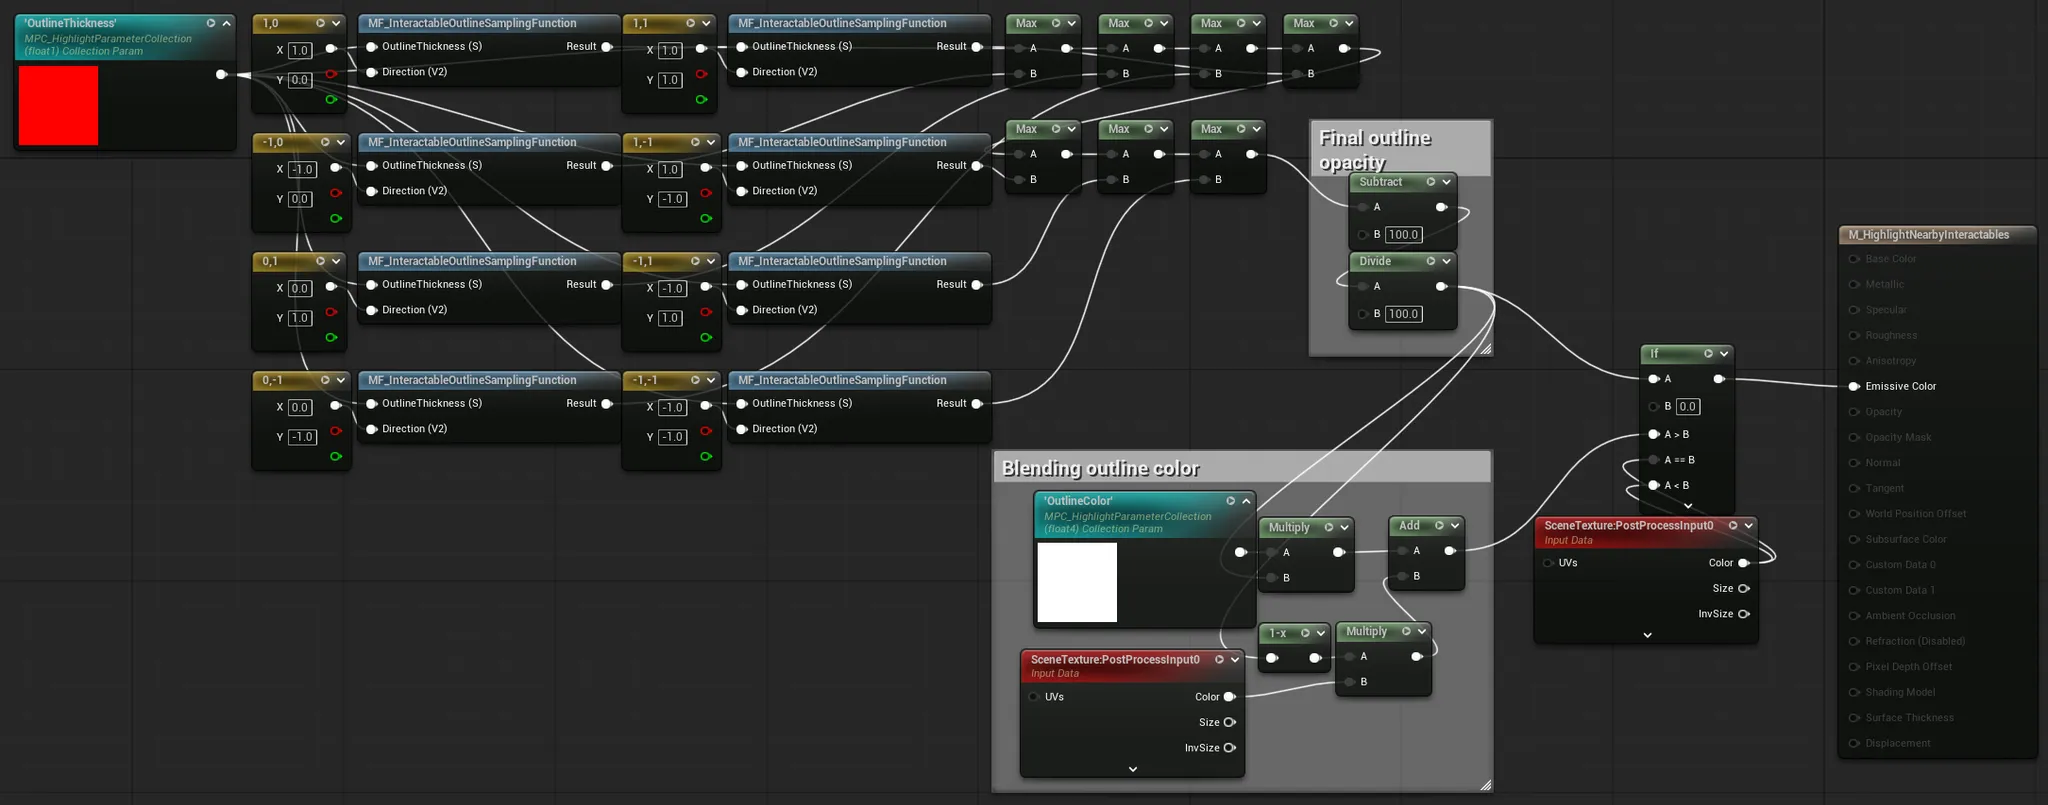 'OutlineThickness'
MPC_HighlightParameterCollection
(float1) Collection Param
1,0
X 1.0
Y 0.0
MF_InteractableOutlineSamplingFunction
OutlineThickness (S) Result
Direction (V2)
1,1
X 1.0
Y 1.0
MF_InteractableOutlineSamplingFunction
OutlineThickness (S) Result
Direction (V2)
Max
A
B
Max
A
B
Max
A
B
Max
A
B
-1,0
X -1.0
Y 0.0
MF_InteractableOutlineSamplingFunction
OutlineThickness (S) Result
Direction (V2)
1,-1
X 1.0
Y -1.0
MF_InteractableOutlineSamplingFunction
OutlineThickness (S) Result
Direction (V2)
Max
A
B
Max
A
B
Max
A
B
0,1
X 0.0
Y 1.0
MF_InteractableOutlineSamplingFunction
OutlineThickness (S) Result
Direction (V2)
-1,1
X -1.0
Y 1.0
MF_InteractableOutlineSamplingFunction
OutlineThickness (S) Result
Direction (V2)
0,-1
X 0.0
Y -1.0
MF_InteractableOutlineSamplingFunction
OutlineThickness (S) Result
Direction (V2)
-1,-1
X -1.0
Y -1.0
MF_InteractableOutlineSamplingFunction
OutlineThickness (S) Result
Direction (V2)
Final outline
opacity
Subtract
A
B 100.0
Divide
A
B 100.0
Blending outline color
'OutlineColor'
MPC_HighlightParameterCollection
(float4) Collection Param
Multiply
A
B
Add
A
B
SceneTexture:PostProcessInput0
Input Data
UVs Color
Size
InvSize
1-x
Multiply
A
B
If
A
B 0.0
A > B
A == B
A < B
SceneTexture:PostProcessInput0
Input Data
UVs Color
Size
InvSize
M_HighlightNearbyInteractables
Base Color
Metallic
Specular
Roughness
Anisotropy
Emissive Color
Opacity
Opacity Mask
Normal
Tangent
World Position Offset
Subsurface Color
Custom Data 0
Custom Data 1
Ambient Occlusion
Refraction (Disabled)
Pixel Depth Offset
Shading Model
Surface Thickness
Displacement